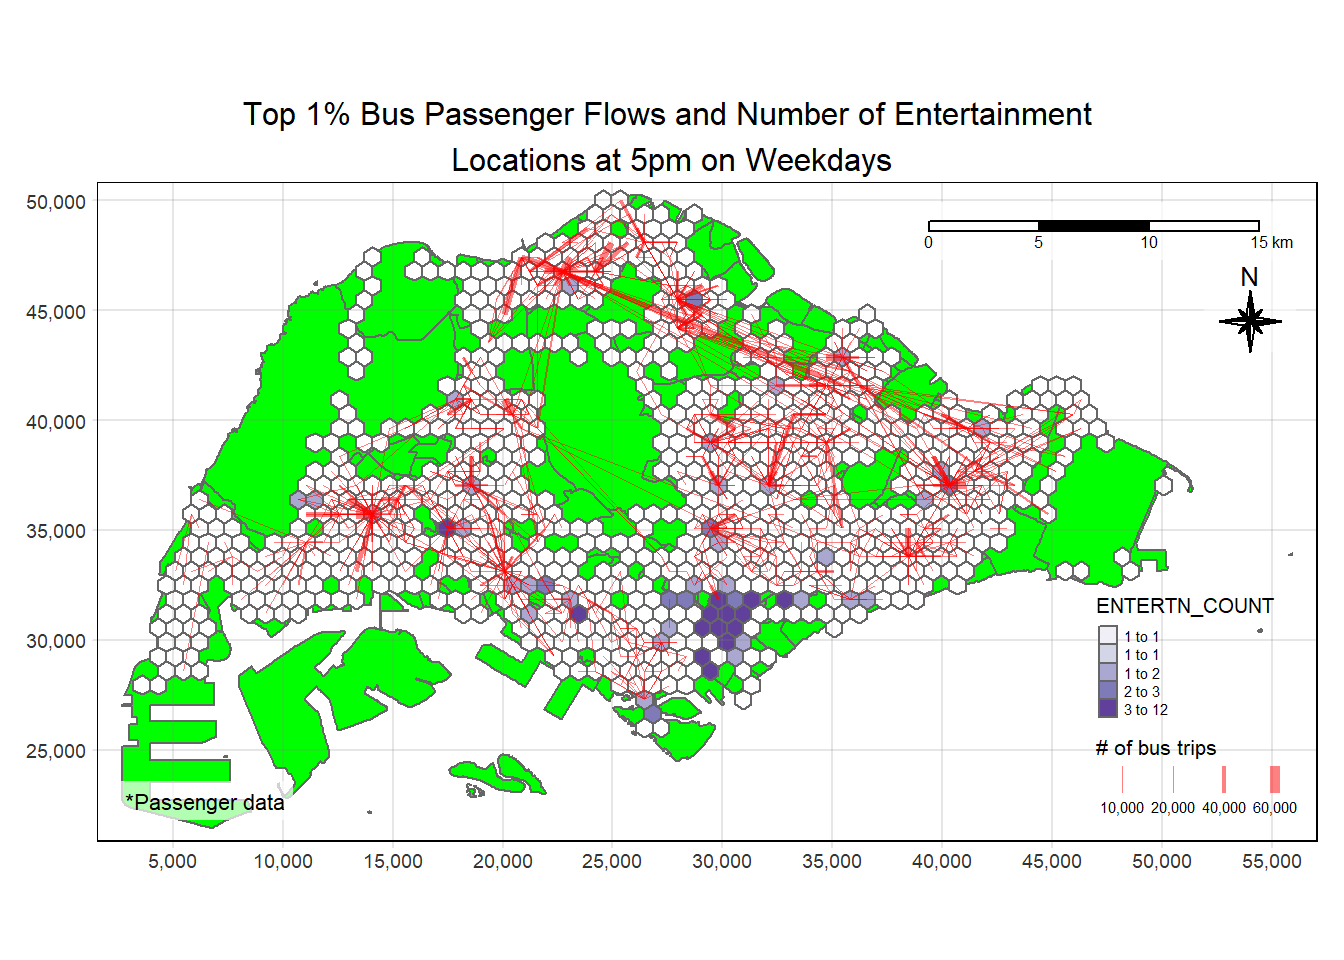 Top 1% Bus Passenger Flows and Number of Entertainment
Locations at 5pm on Weekdays
50,000
45,000
40,000
35,000
30,000
25,000
0 5 10 15 km
N
ENTERTN_COUNT
1 to 1
1 to 1
1 to 2
2 to 3
3 to 12
# of bus trips
10,000 20,000 40,000 60,000
*Passenger data
5,000 10,000 15,000 20,000 25,000 30,000 35,000 40,000 45,000 50,000 55,000